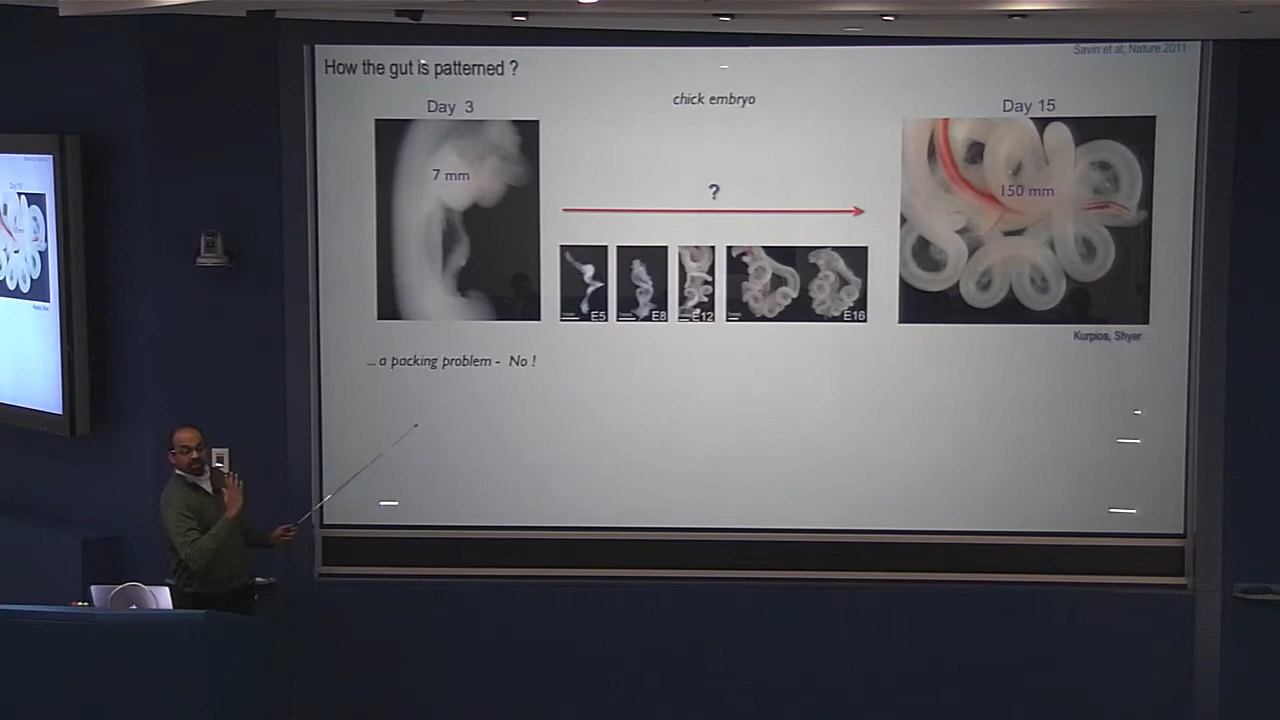 Savin et al; Nature 2011
How the gut is patterned ?
chick embryo
Day 3
Day 15
7 mm
?
150 mm
E5
E8
E12
E16
Kurpios, Shyer
... a packing problem - No !